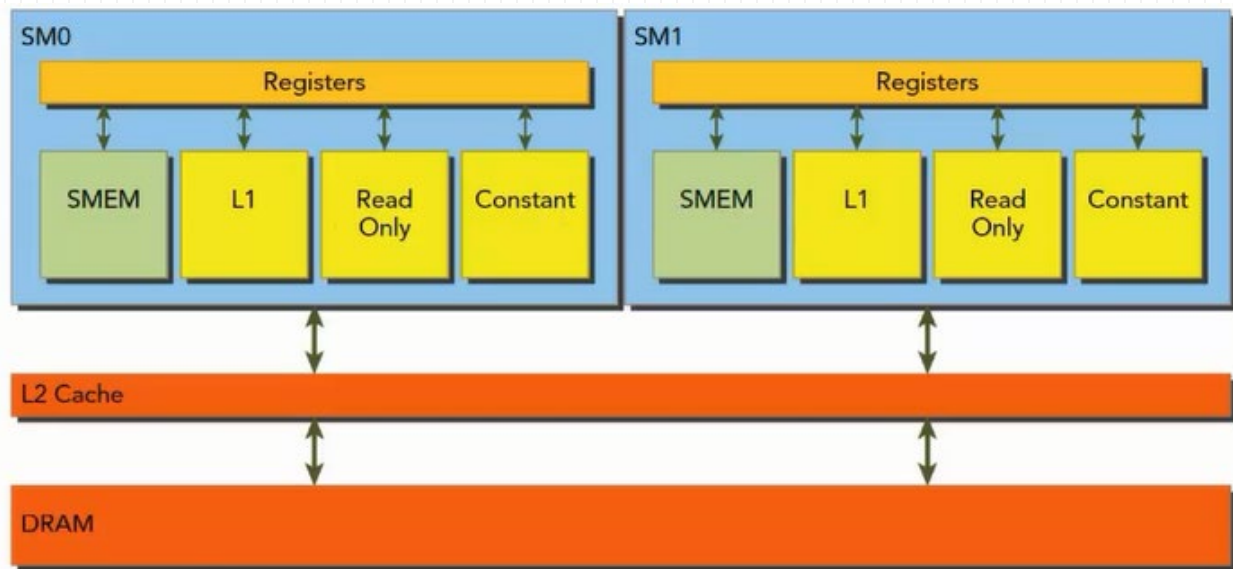 SM0
Registers
SMEM
L1
Read
Only
Constant
SM1
Registers
SMEM
L1
Read
Only
Constant
L2 Cache
DRAM